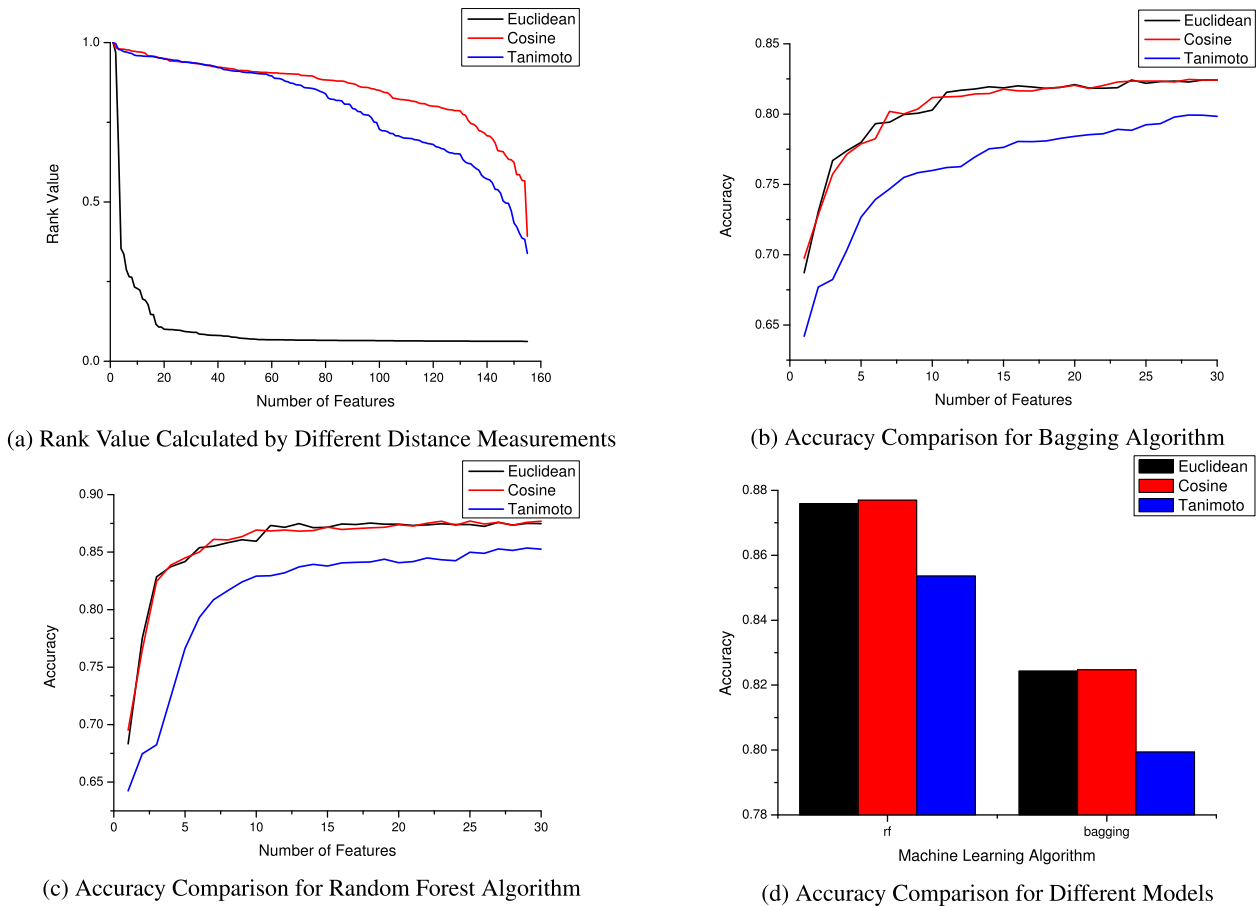 Euclidean
Cosine
Tanimoto
1.0
0.5
0.0
Rank Value
0 20 40 60 80 100 120 140 160
Number of Features
(a) Rank Value Calculated by Different Distance Measurements
Euclidean
Cosine
Tanimoto
0.85
0.80
0.75
0.70
0.65
Accuracy
0 5 10 15 20 25 30
Number of Features
(b) Accuracy Comparison for Bagging Algorithm
Euclidean
Cosine
Tanimoto
0.90
0.85
0.80
0.75
0.70
0.65
Accuracy
0 5 10 15 20 25 30
Number of Features
(c) Accuracy Comparison for Random Forest Algorithm
Euclidean
Cosine
Tanimoto
0.88
0.86
0.84
0.82
0.80
0.78
Accuracy
rf bagging
Machine Learning Algorithm
(d) Accuracy Comparison for Different Models